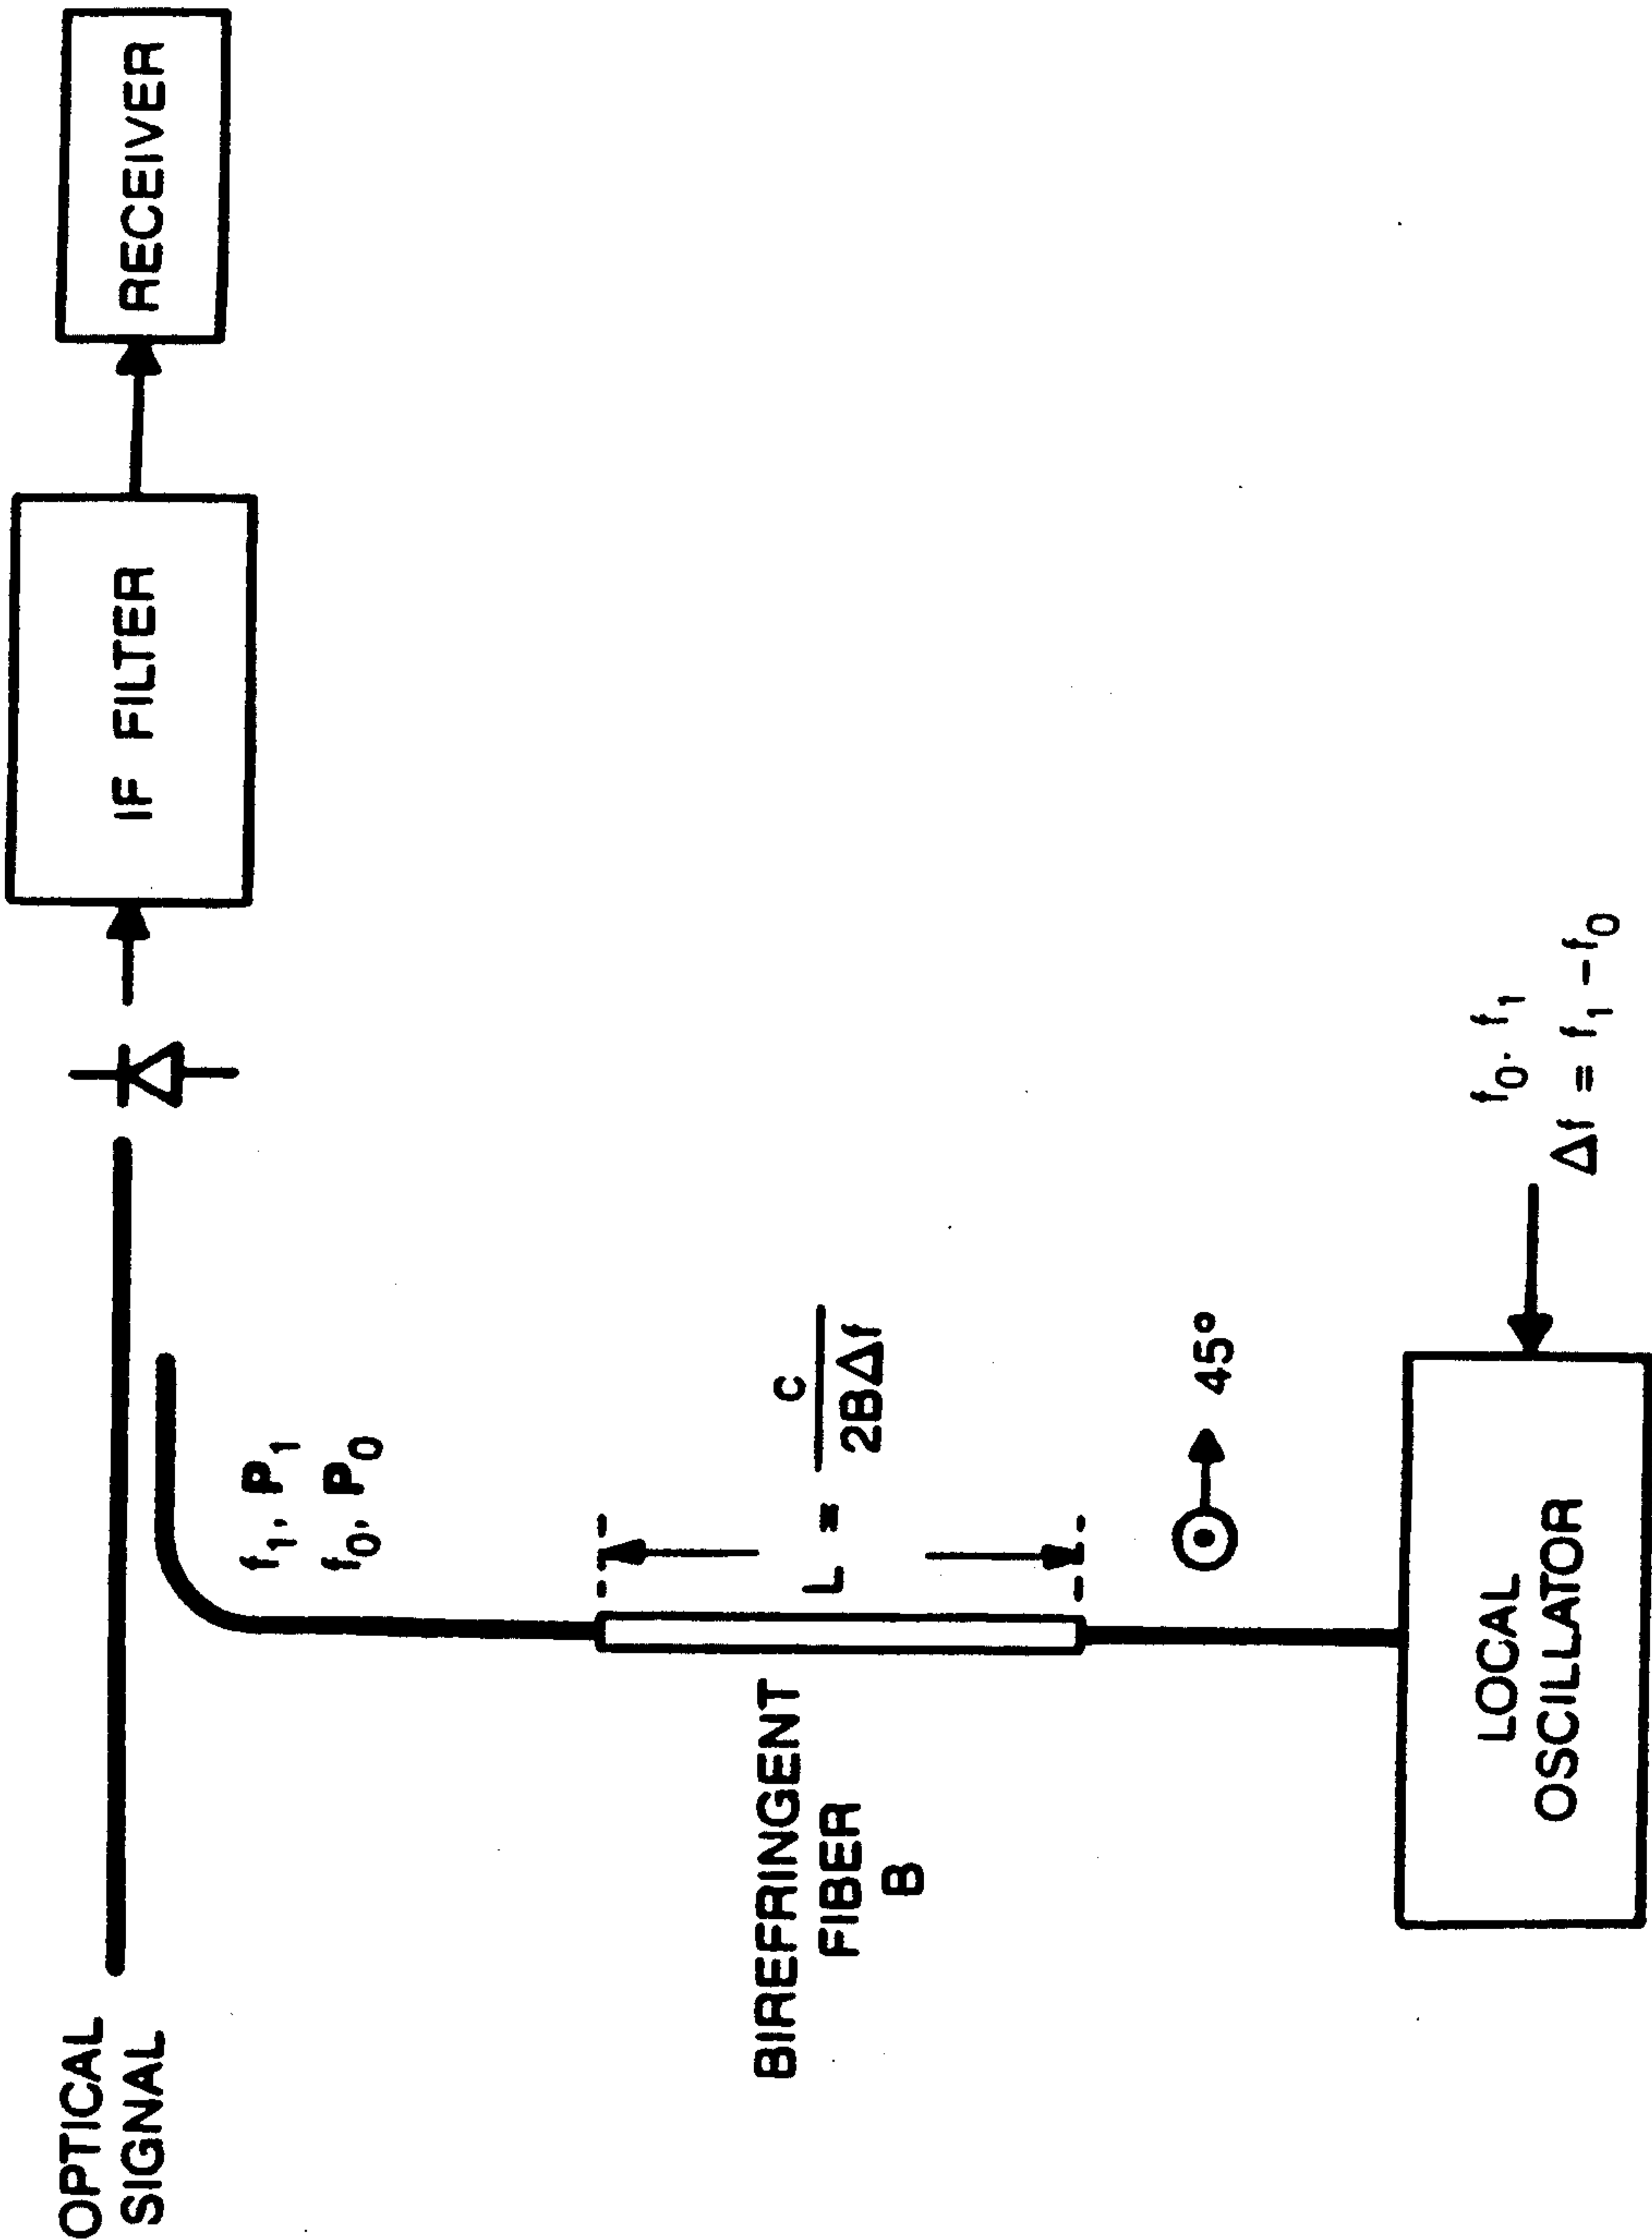 OPTICAL
SIGNAL
IF FILTER
RECEIVER
f₁, P₁
f₀, P₀
BIREFRINGENT
FIBER
B
L = c / 2BΔf
45°
LOCAL
OSCILLATOR
f₀, f₁
Δf = f₁ − f₀